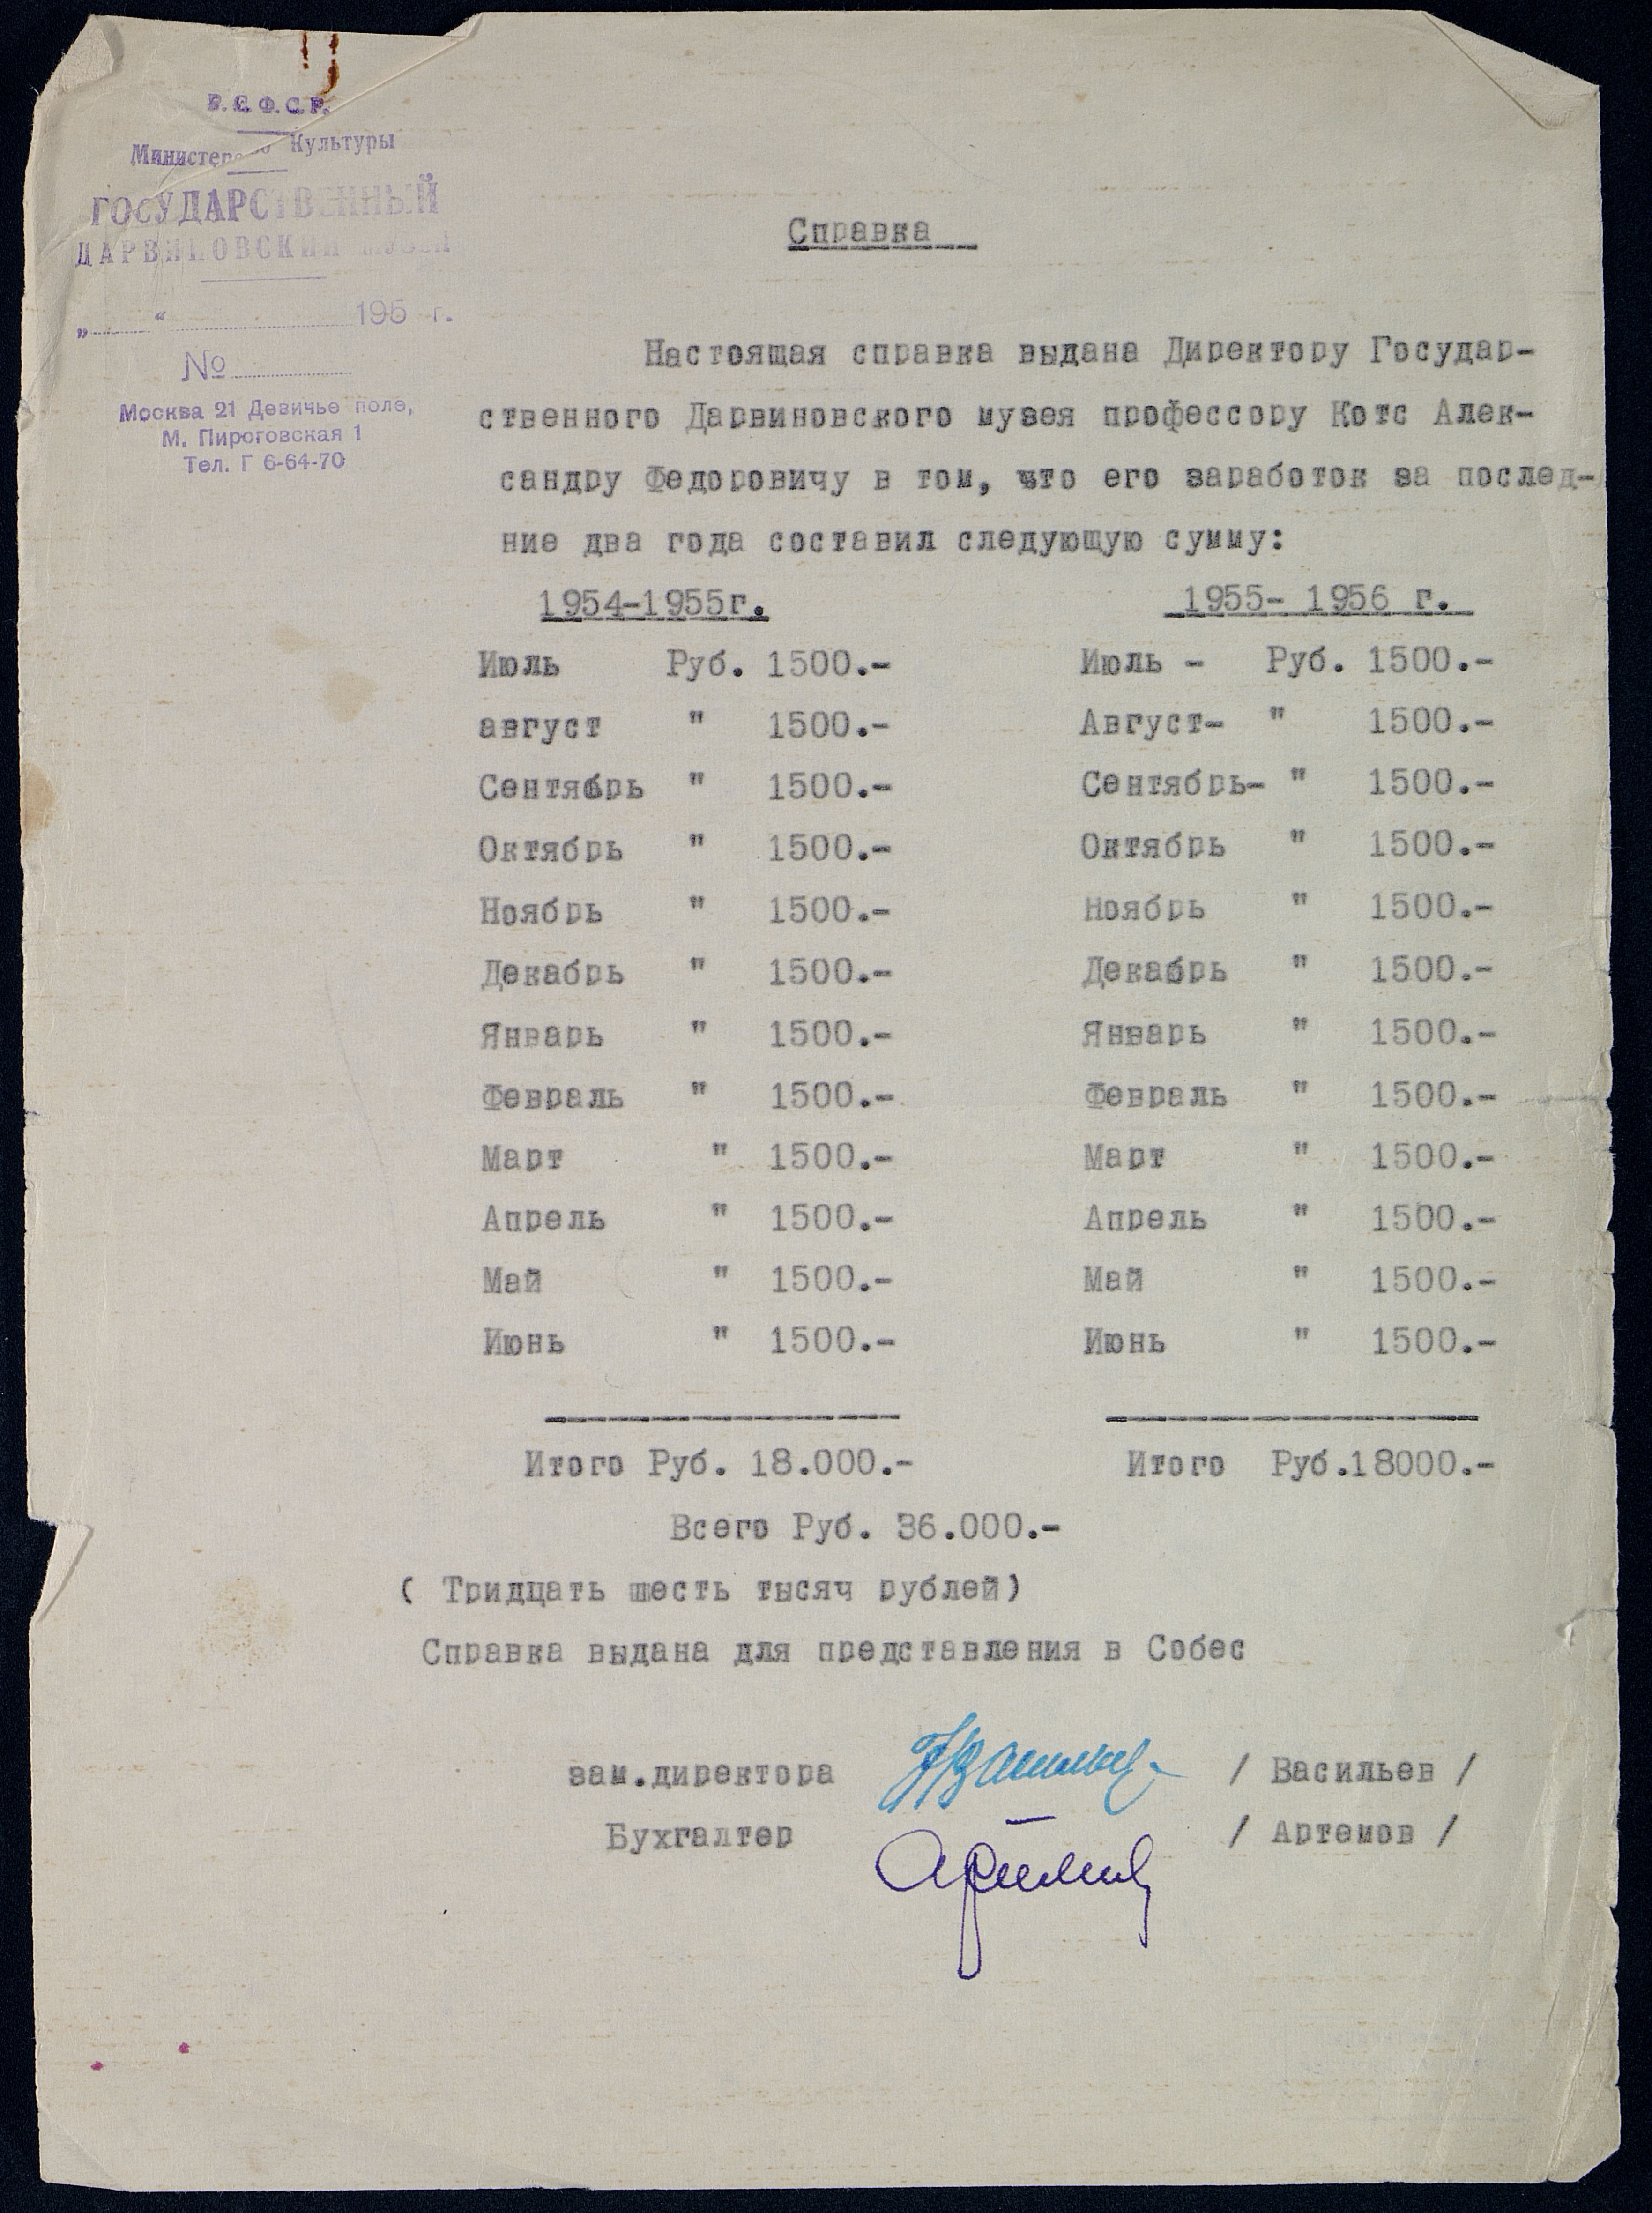 Р.С.Ф.С.Р.
Министерство Культуры
ГОСУДАРСТВЕННЫЙ
ДАРВИНОВСКИЙ МУЗЕЙ
„ “ 195 г.
№
Москва 21 Девичье поле,
М. Пироговская 1
Тел. Г 6-64-70
Справка
Настоящая справка выдана Директору Государ-
ственного Дарвиновского музея профессору Котс Алек-
сандру Федоровичу в том, что его заработок за послед-
ние два года составил следующую сумму:
1954-1955г. 1955- 1956 г.
Июль Руб. 1500.- Июль - Руб. 1500.-
август " 1500.- Август- " 1500.-
Сентябрь " 1500.- Сентябрь- " 1500.-
Октябрь " 1500.- Октябрь " 1500.-
Ноябрь " 1500.- Ноябрь " 1500.-
Декабрь " 1500.- Декабрь " 1500.-
Январь " 1500.- Январь " 1500.-
Февраль " 1500.- Февраль " 1500.-
Март " 1500.- Март " 1500.-
Апрель " 1500.- Апрель " 1500.-
Май " 1500.- Май " 1500.-
Июнь " 1500.- Июнь " 1500.-
Итого Руб. 18.000.- Итого Руб.18000.-
Всего Руб. 36.000.-
( Тридцать шесть тысяч рублей)
Справка выдана для представления в Собес
зам.директора / Васильев /
Бухгалтер / Артемов /